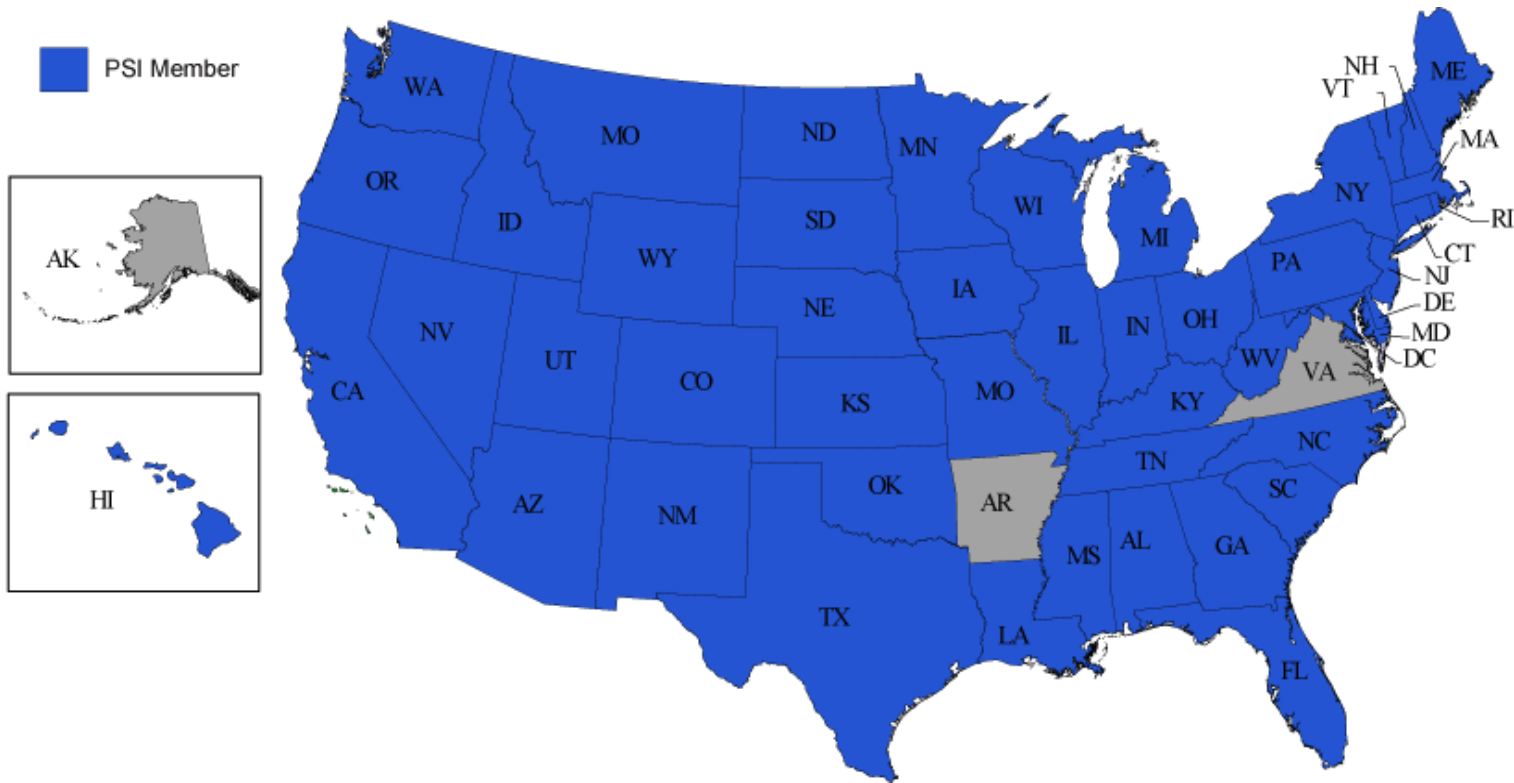 PSI Member
NH
ME
VT
WA
MO
ND
MN
MA
OR
ID
SD
WI
NY
RI
AK
WY
MI
CT
PA
NJ
IA
NE
DE
NV
IL
IN
OH
MD
UT
WV
DC
CA
CO
KS
MO
KY
VA
NC
TN
OK
SC
HI
AZ
NM
AR
MS
AL
GA
TX
LA
FL